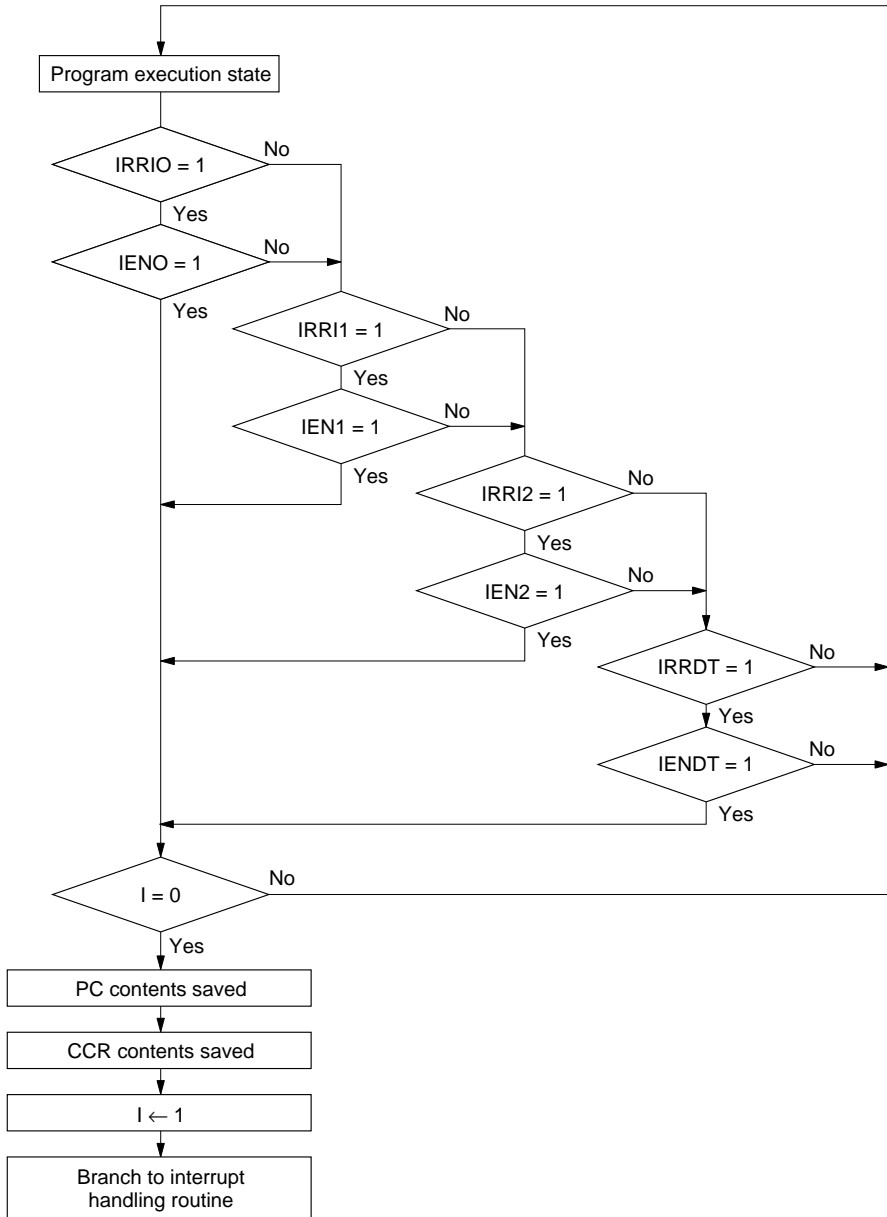 Program execution state
IRRIO = 1
No
Yes
IENO = 1
No
Yes
IRRI1 = 1
No
Yes
IEN1 = 1
No
Yes
IRRI2 = 1
No
Yes
IEN2 = 1
No
Yes
IRRDT = 1
No
Yes
IENDT = 1
No
Yes
I = 0
No
Yes
PC contents saved
CCR contents saved
I ← 1
Branch to interrupt
handling routine